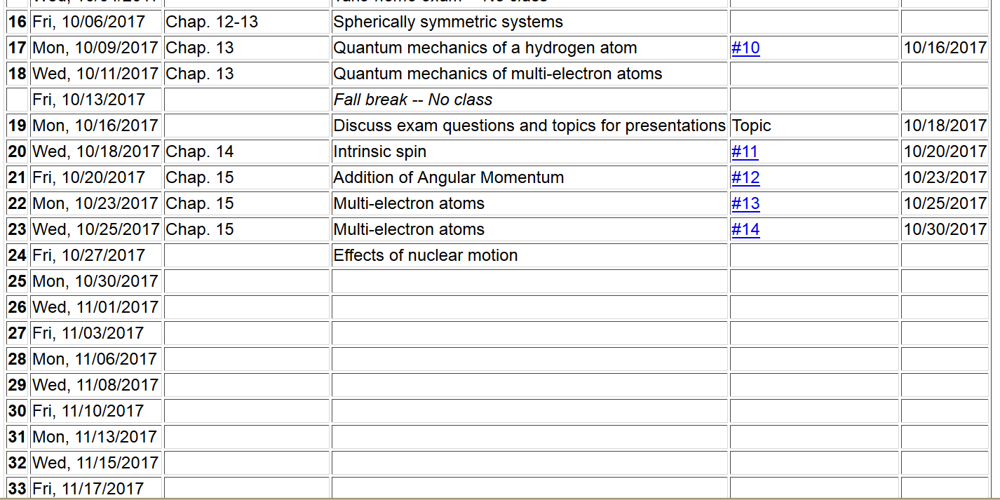 Wed, 10/04/2017 Take-home exam -- No class
16 Fri, 10/06/2017 Chap. 12-13 Spherically symmetric systems
17 Mon, 10/09/2017 Chap. 13 Quantum mechanics of a hydrogen atom #10 10/16/2017
18 Wed, 10/11/2017 Chap. 13 Quantum mechanics of multi-electron atoms
Fri, 10/13/2017 Fall break -- No class
19 Mon, 10/16/2017 Discuss exam questions and topics for presentations Topic 10/18/2017
20 Wed, 10/18/2017 Chap. 14 Intrinsic spin #11 10/20/2017
21 Fri, 10/20/2017 Chap. 15 Addition of Angular Momentum #12 10/23/2017
22 Mon, 10/23/2017 Chap. 15 Multi-electron atoms #13 10/25/2017
23 Wed, 10/25/2017 Chap. 15 Multi-electron atoms #14 10/30/2017
24 Fri, 10/27/2017 Effects of nuclear motion
25 Mon, 10/30/2017
26 Wed, 11/01/2017
27 Fri, 11/03/2017
28 Mon, 11/06/2017
29 Wed, 11/08/2017
30 Fri, 11/10/2017
31 Mon, 11/13/2017
32 Wed, 11/15/2017
33 Fri, 11/17/2017